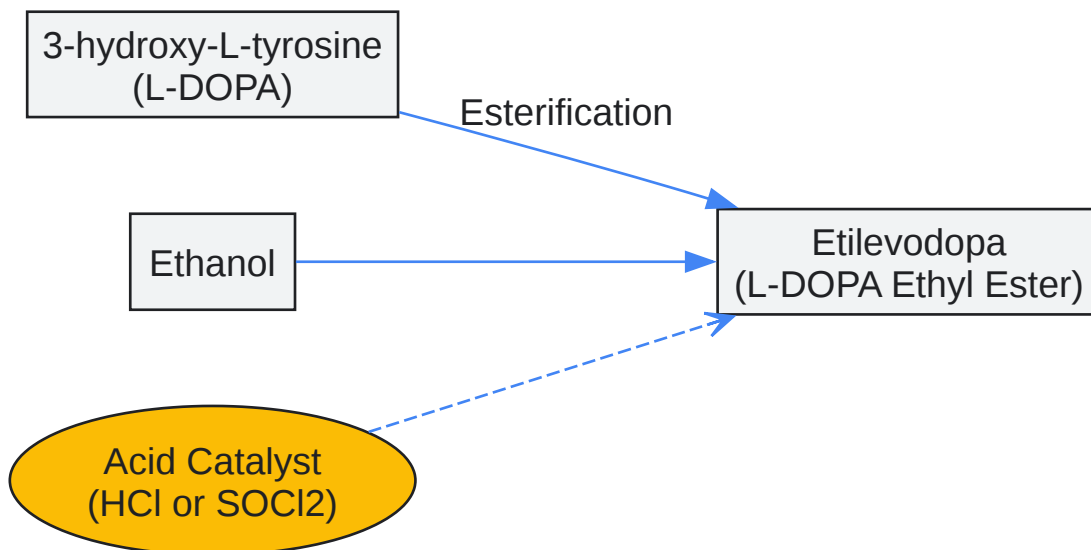 3-hydroxy-L-tyrosine
(L-DOPA)
Esterification
Ethanol
Etilevodopa
(L-DOPA Ethyl Ester)
Acid Catalyst
(HCl or SOCl2)